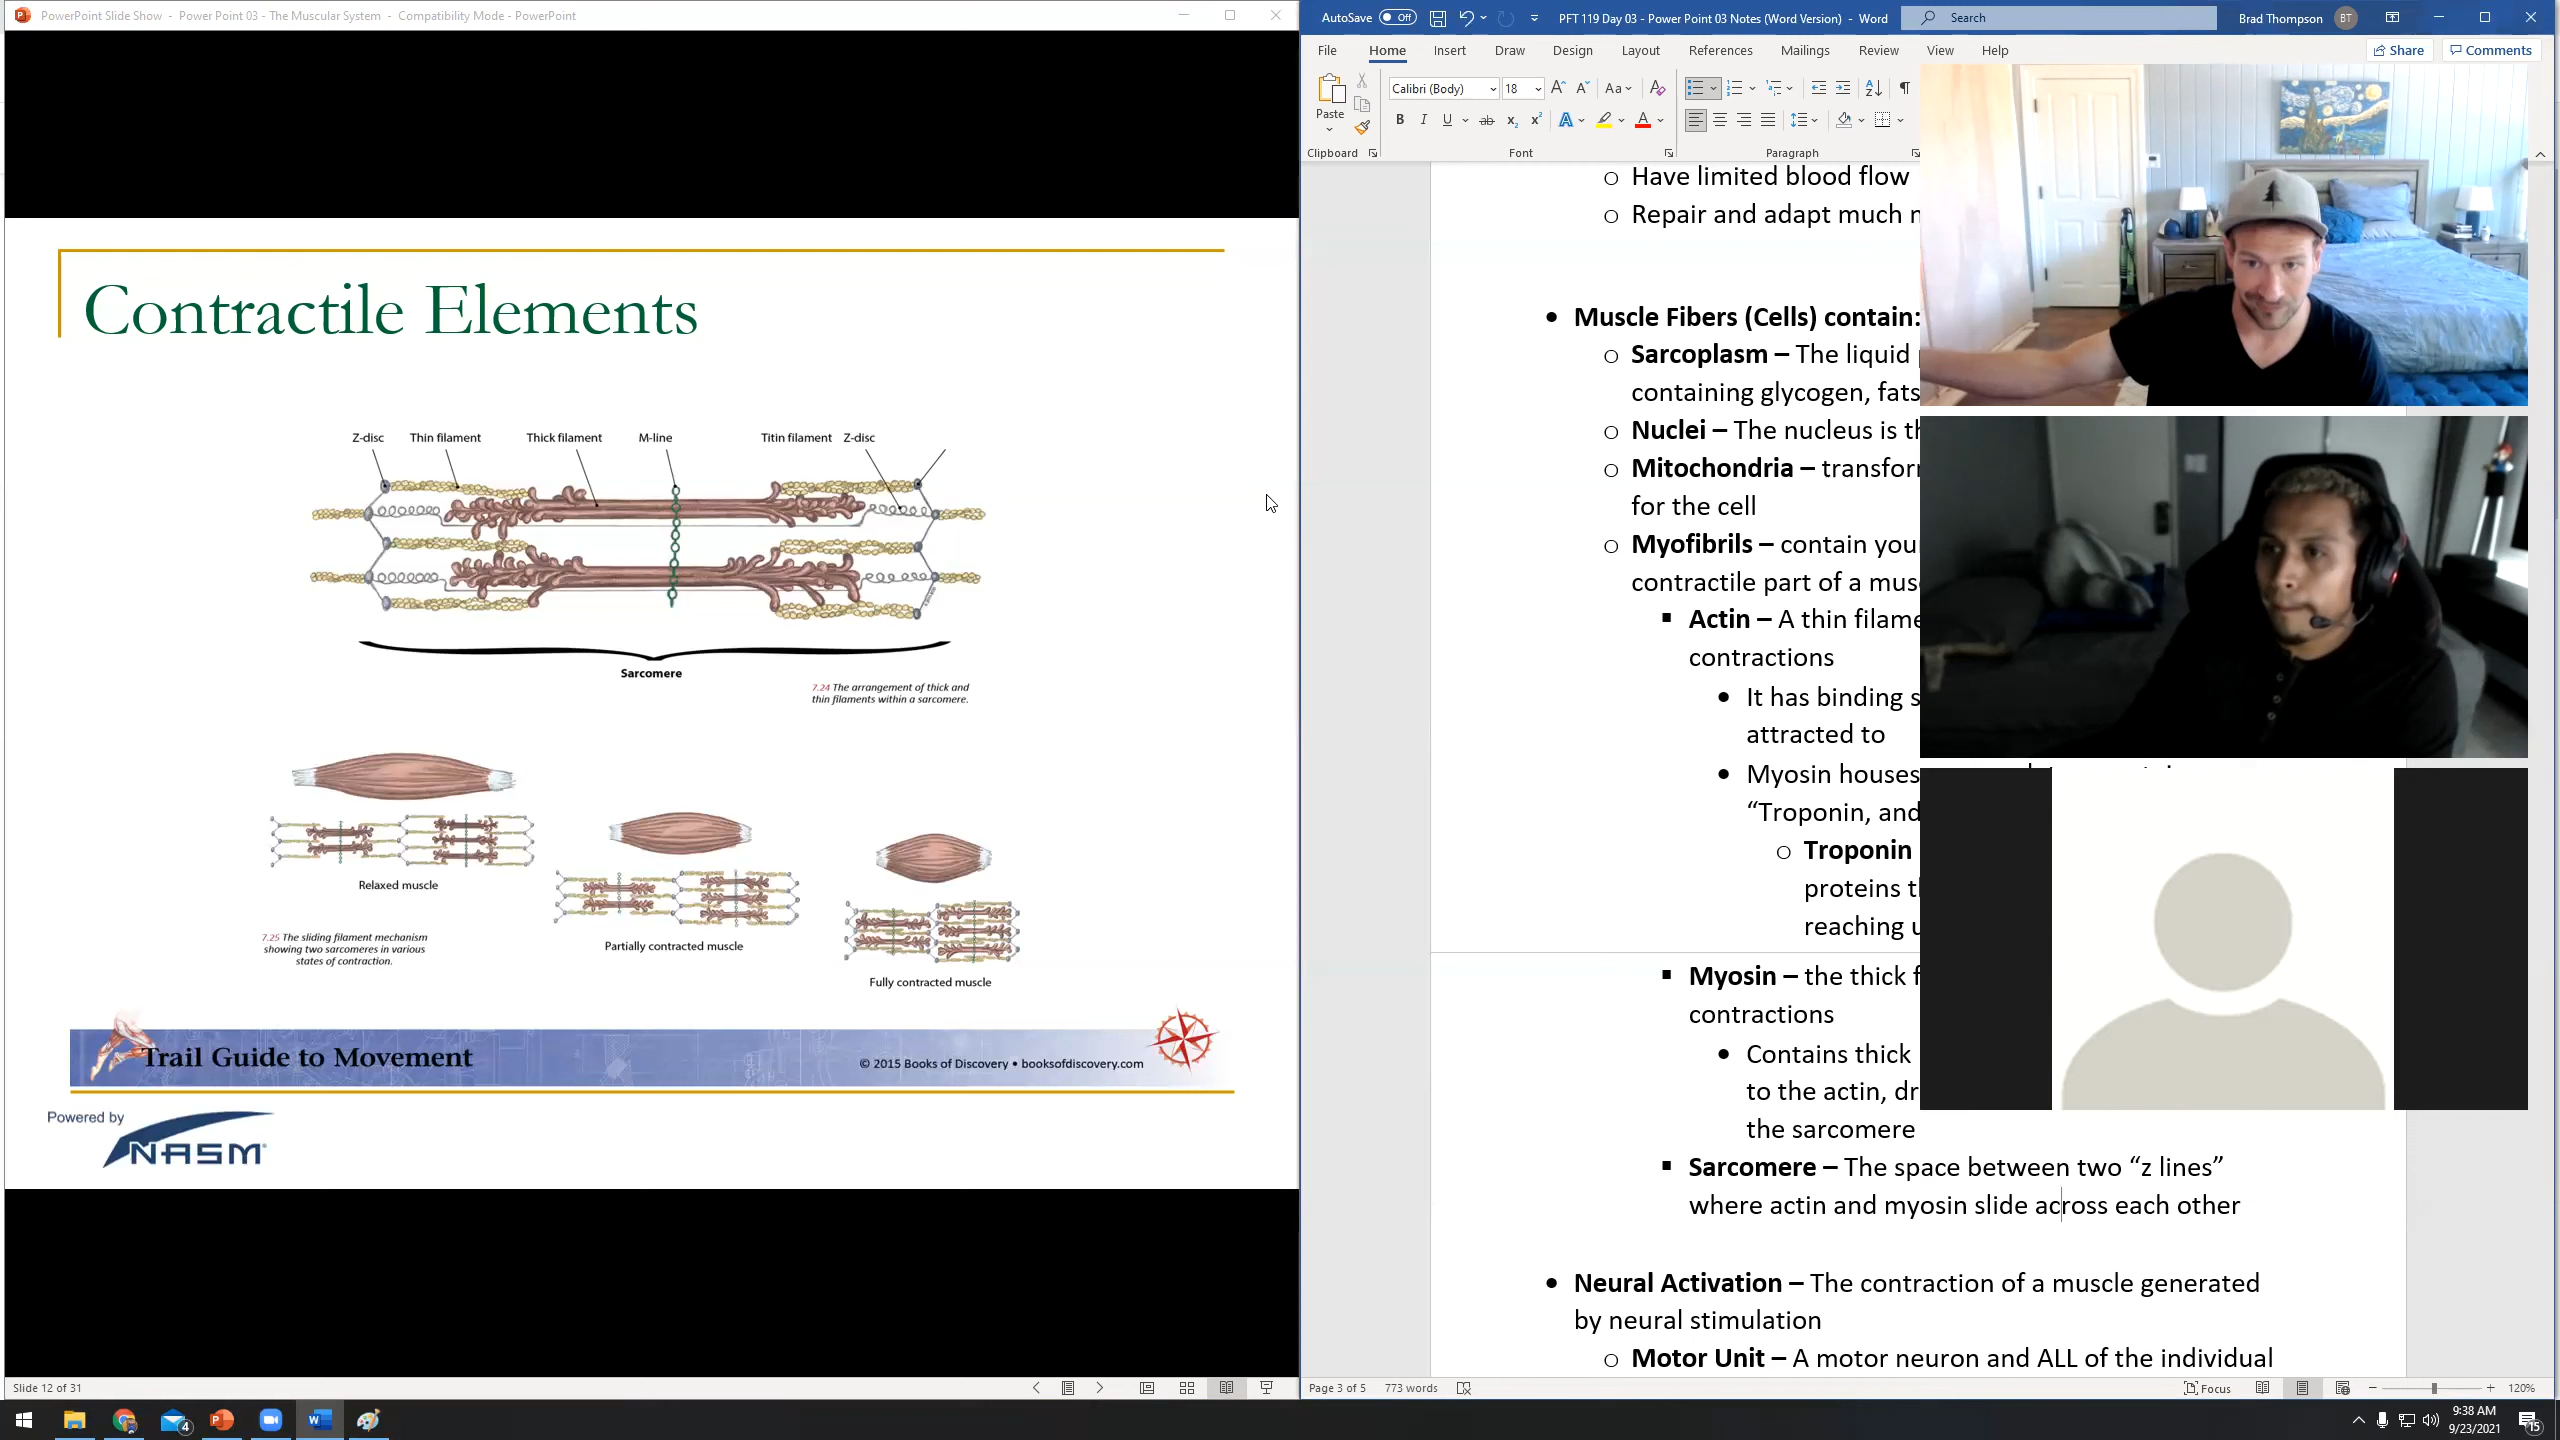 PowerPoint Slide Show - Power Point 03 - The Muscular System - Compatibility Mode - PowerPoint
Contractile Elements
Z-disc Thin filament Thick filament M-line Titin filament Z-disc
Sarcomere
7.24 The arrangement of thick and
thin filaments within a sarcomere.
Relaxed muscle
Partially contracted muscle
Fully contracted muscle
7.25 The sliding filament mechanism
showing two sarcomeres in various
states of contraction.
Trail Guide to Movement
© 2015 Books of Discovery • booksofdiscovery.com
Powered by
NASM
Slide 12 of 31
AutoSave Off PFT 119 Day 03 - Power Point 03 Notes (Word Version) - Word Search Brad Thompson BT
File Home Insert Draw Design Layout References Mailings Review View Help Share Comments
Calibri (Body) 18 Aa
Paste B I U ab x₂ x² A A
Clipboard Font Paragraph
o Have limited blood flow
o Repair and adapt much
• Muscle Fibers (Cells) contain:
o Sarcoplasm – The liquid
containing glycogen, fats
o Nuclei – The nucleus is
o Mitochondria –
for the cell
o Myofibrils – contain
contractile part of a
▪ Actin – A thin
contractions
• It has binding
attracted to
• Myosin houses
“Troponin, and
o Troponin
proteins
reaching
▪ Myosin – the thick
contractions
• Contains thick
to the actin,
the sarcomere
▪ Sarcomere – The space between two “z lines”
where actin and myosin slide across each other
• Neural Activation – The contraction of a muscle generated
by neural stimulation
o Motor Unit – A motor neuron and ALL of the individual
Page 3 of 5 773 words Focus 120%
4
9:38 AM
9/23/2021
15